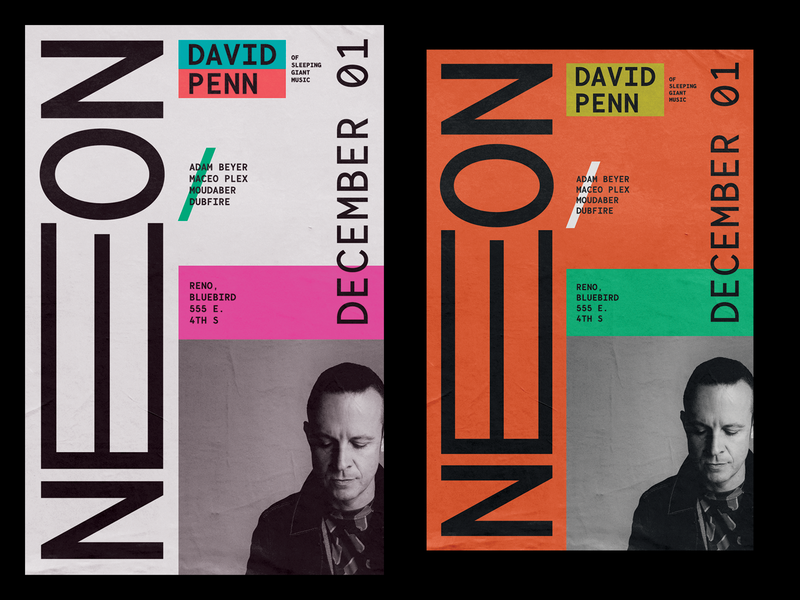 NEON
DAVID
PENN
OF
SLEEPING
GIANT
MUSIC
DECEMBER 01
ADAM BEYER
MACEO PLEX
MOUDABER
DUBFIRE
RENO,
BLUEBIRD
555 E.
4TH S
NEON
DAVID
PENN
OF
SLEEPING
GIANT
MUSIC
DECEMBER 01
ADAM BEYER
MACEO PLEX
MOUDABER
DUBFIRE
RENO,
BLUEBIRD
555 E.
4TH S